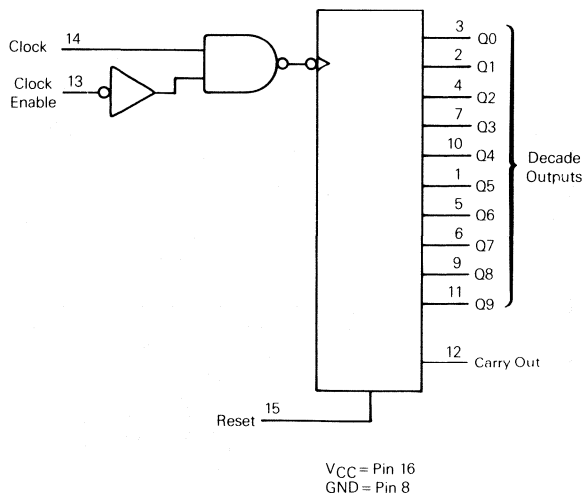 Clock 14
Clock Enable 13
3 Q0
2 Q1
4 Q2
7 Q3
10 Q4
1 Q5
5 Q6
6 Q7
9 Q8
11 Q9
Decade
Outputs
12 Carry Out
Reset 15
VCC = Pin 16
GND = Pin 8